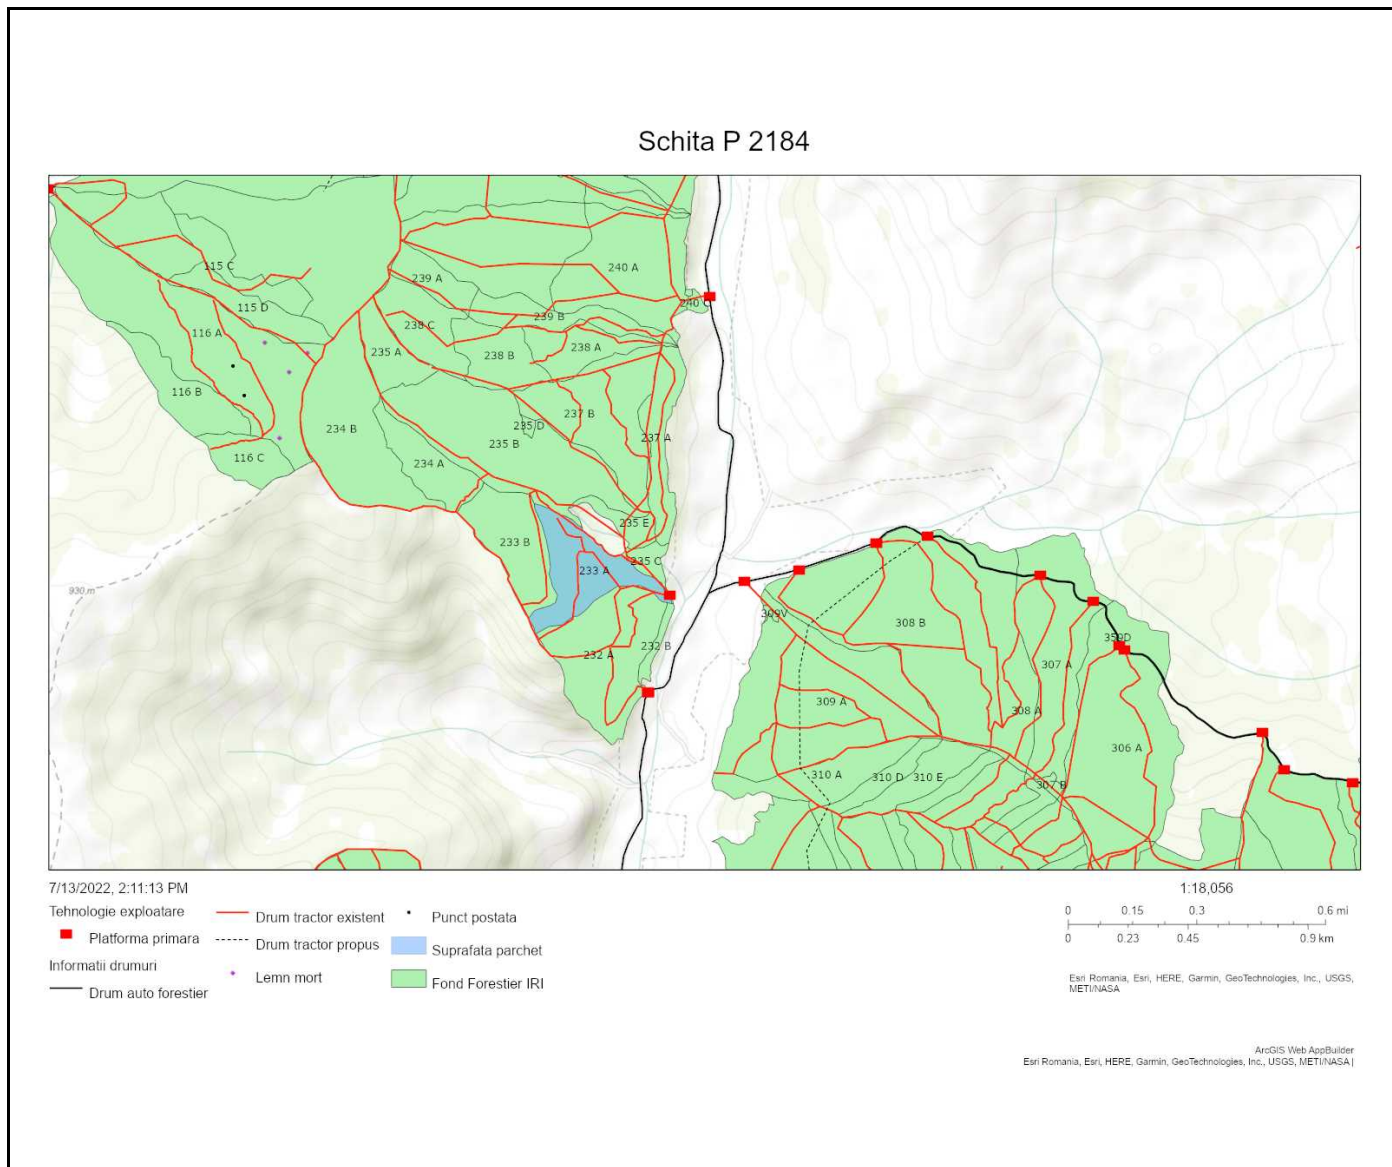 Schita P 2184
240 A
115 C
239 A
115 D
240 C
239 B
238 C
116 A
238 A
235 A
238 B
116 B
237 B
235 D
234 B
237 A
235 B
116 C
234 A
235 E
233 B
235 C
233 A
930 m
309V
308 B
359D
232 B
232 A
307 A
309 A
308 A
306 A
310 A
310 D
310 E
307 B
7/13/2022, 2:11:13 PM
1:18,056
Tehnologie exploatare
Platforma primara
Informatii drumuri
Drum auto forestier
Drum tractor existent
Drum tractor propus
Lemn mort
Punct postata
Suprafata parchet
Fond Forestier IRI
0 0.15 0.3 0.6 mi
0 0.23 0.45 0.9 km
Esri Romania, Esri, HERE, Garmin, GeoTechnologies, Inc., USGS,
METI/NASA
ArcGIS Web AppBuilder
Esri Romania, Esri, HERE, Garmin, GeoTechnologies, Inc., USGS, METI/NASA |